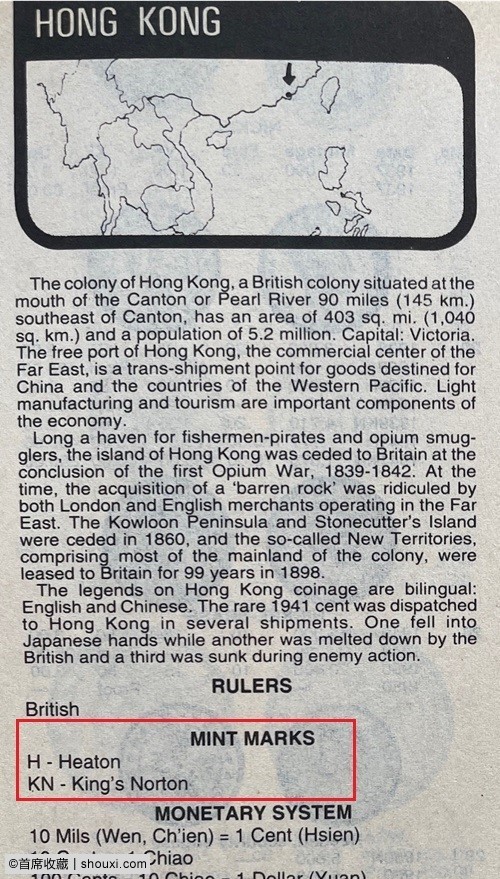 HONG KONG
The colony of Hong Kong, a British colony situated at the
mouth of the Canton or Pearl River 90 miles (145 km.)
southeast of Canton, has an area of 403 sq. mi. (1,040
sq. km.) and a population of 5.2 million. Capital: Victoria.
The free port of Hong Kong, the commercial center of the
Far East, is a trans-shipment point for goods destined for
China and the countries of the Western Pacific. Light
manufacturing and tourism are important components of
the economy.
Long a haven for fishermen-pirates and opium smug-
glers, the island of Hong Kong was ceded to Britain at the
conclusion of the first Opium War, 1839-1842. At the
time, the acquisition of a 'barren rock' was ridiculed by
both London and English merchants operating in the Far
East. The Kowloon Peninsula and Stonecutter's Island
were ceded in 1860, and the so-called New Territories,
comprising most of the mainland of the colony, were
leased to Britain for 99 years in 1898.
The legends on Hong Kong coinage are bilingual:
English and Chinese. The rare 1941 cent was dispatched
to Hong Kong in several shipments. One fell into
Japanese hands while another was melted down by the
British and a third was sunk during enemy action.
RULERS
British
MINT MARKS
H - Heaton
KN - King's Norton
MONETARY SYSTEM
10 Mils (Wen, Ch'ien) = 1 Cent (Hsien)
1 Chiao
100 Cents = 10 Chiao = 1 Dollar (Yuan)
©首席收藏 | shouxi.com